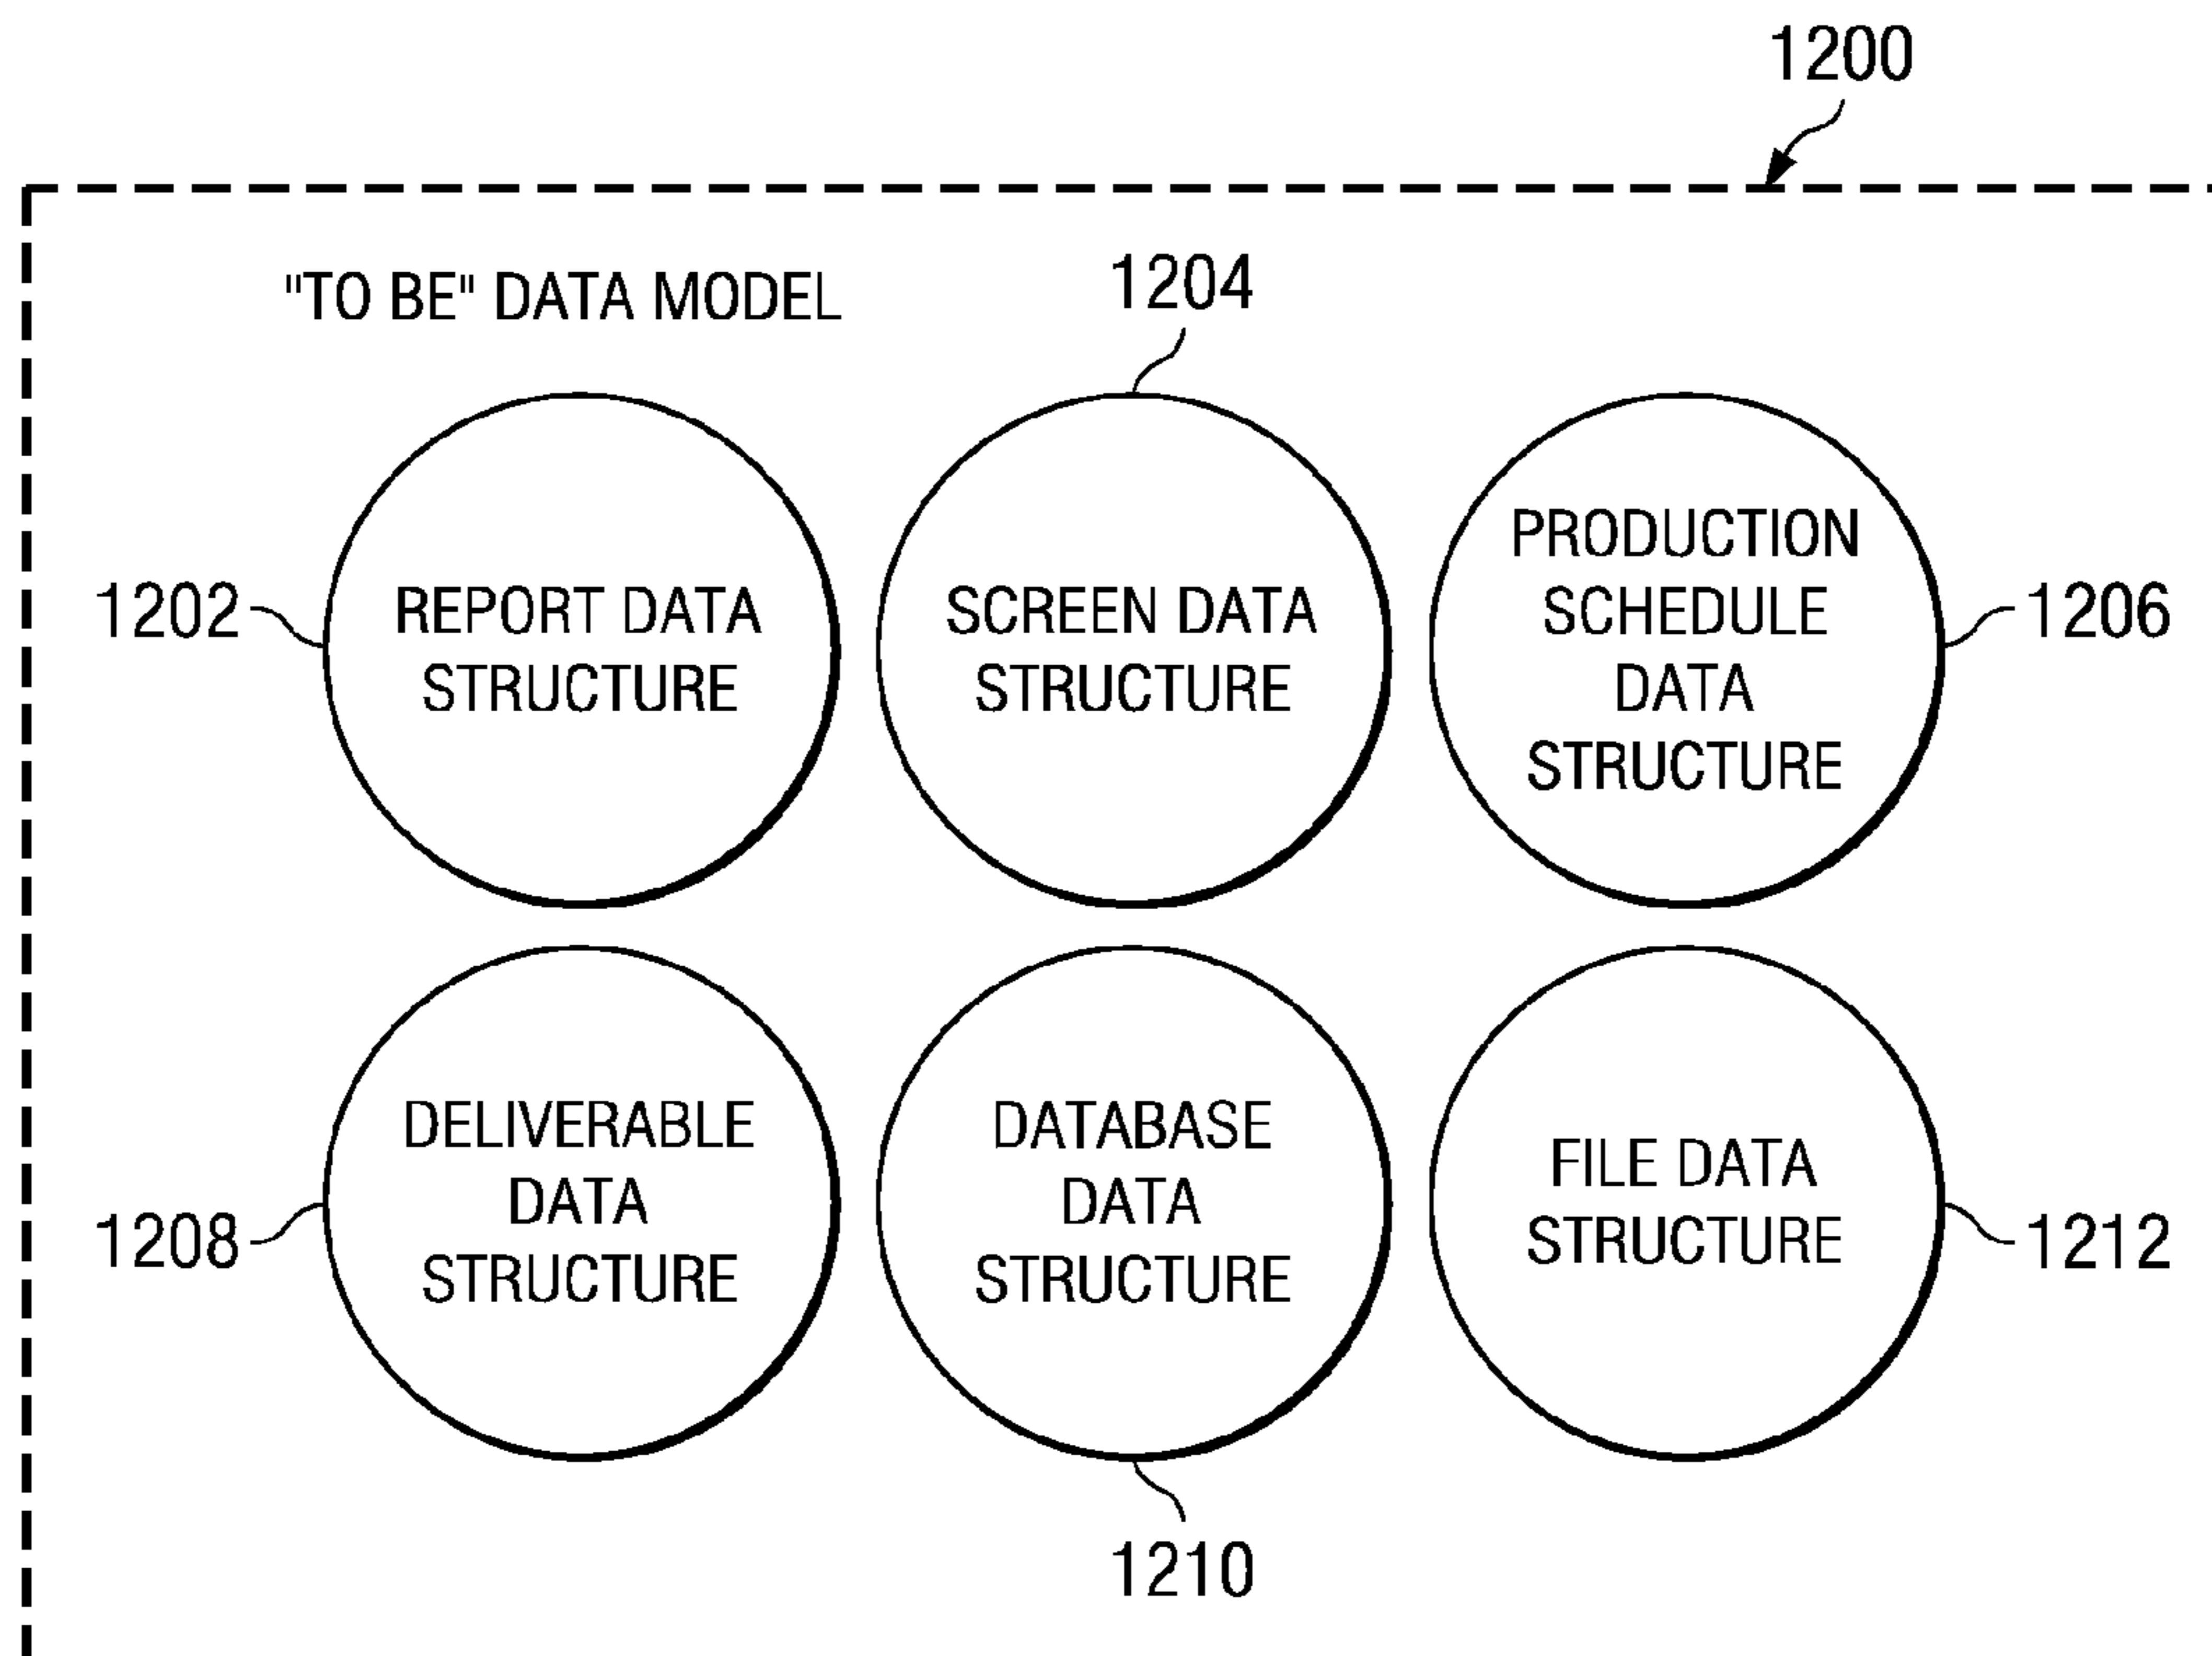 1200
"TO BE" DATA MODEL
1204
1202
REPORT DATA
STRUCTURE
SCREEN DATA
STRUCTURE
PRODUCTION
SCHEDULE
DATA
STRUCTURE
1206
1208
DELIVERABLE
DATA
STRUCTURE
DATABASE
DATA
STRUCTURE
FILE DATA
STRUCTURE
1212
1210